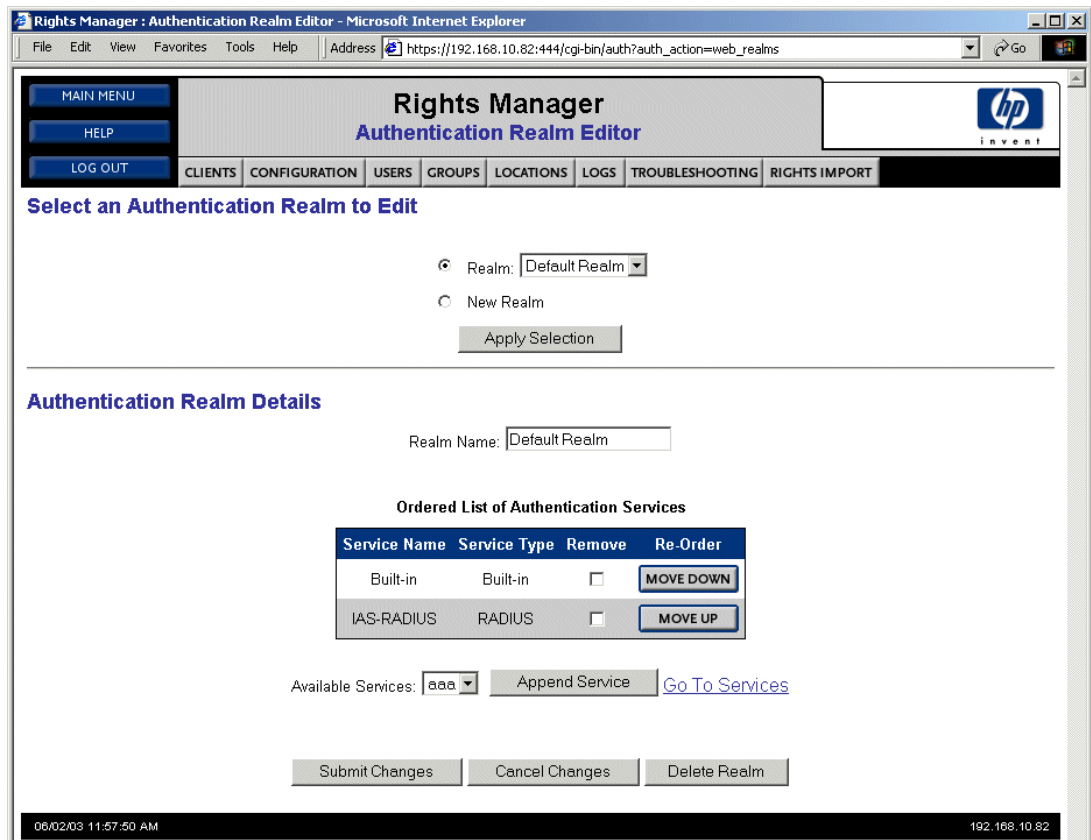 Rights Manager : Authentication Realm Editor - Microsoft Internet Explorer
File Edit View Favorites Tools Help Address https://192.168.10.82:444/cgi-bin/auth?auth_action=web_realms Go
MAIN MENU
HELP
LOG OUT
Rights Manager
Authentication Realm Editor
hp
invent
CLIENTS CONFIGURATION USERS GROUPS LOCATIONS LOGS TROUBLESHOOTING RIGHTS IMPORT
Select an Authentication Realm to Edit
Realm: Default Realm
New Realm
Apply Selection
Authentication Realm Details
Realm Name: Default Realm
Ordered List of Authentication Services
Service Name Service Type Remove Re-Order
Built-in Built-in MOVE DOWN
IAS-RADIUS RADIUS MOVE UP
Available Services: aaa Append Service Go To Services
Submit Changes Cancel Changes Delete Realm
06/02/03 11:57:50 AM 192.168.10.82